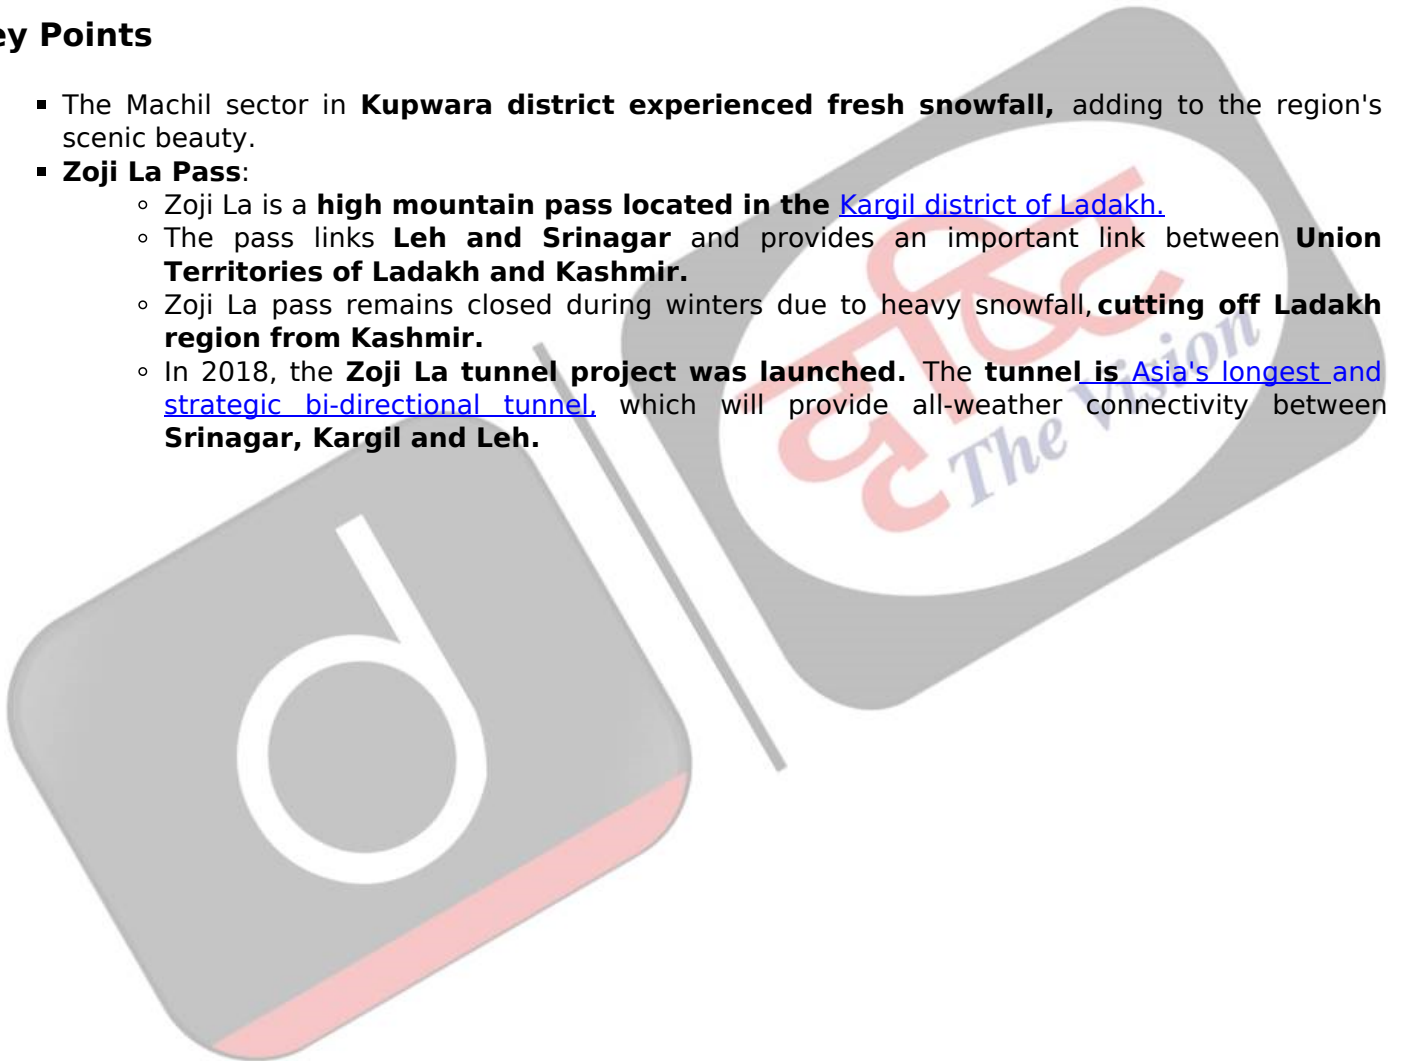 ey Points
▪ The Machil sector in Kupwara district experienced fresh snowfall, adding to the region's
scenic beauty.
▪ Zoji La Pass:
◦ Zoji La is a high mountain pass located in the Kargil district of Ladakh.
◦ The pass links Leh and Srinagar and provides an important link between Union
Territories of Ladakh and Kashmir.
◦ Zoji La pass remains closed during winters due to heavy snowfall, cutting off Ladakh
region from Kashmir.
◦ In 2018, the Zoji La tunnel project was launched. The tunnel is Asia's longest and
strategic bi-directional tunnel, which will provide all-weather connectivity between
Srinagar, Kargil and Leh.
दृष्टि
The Vision
d